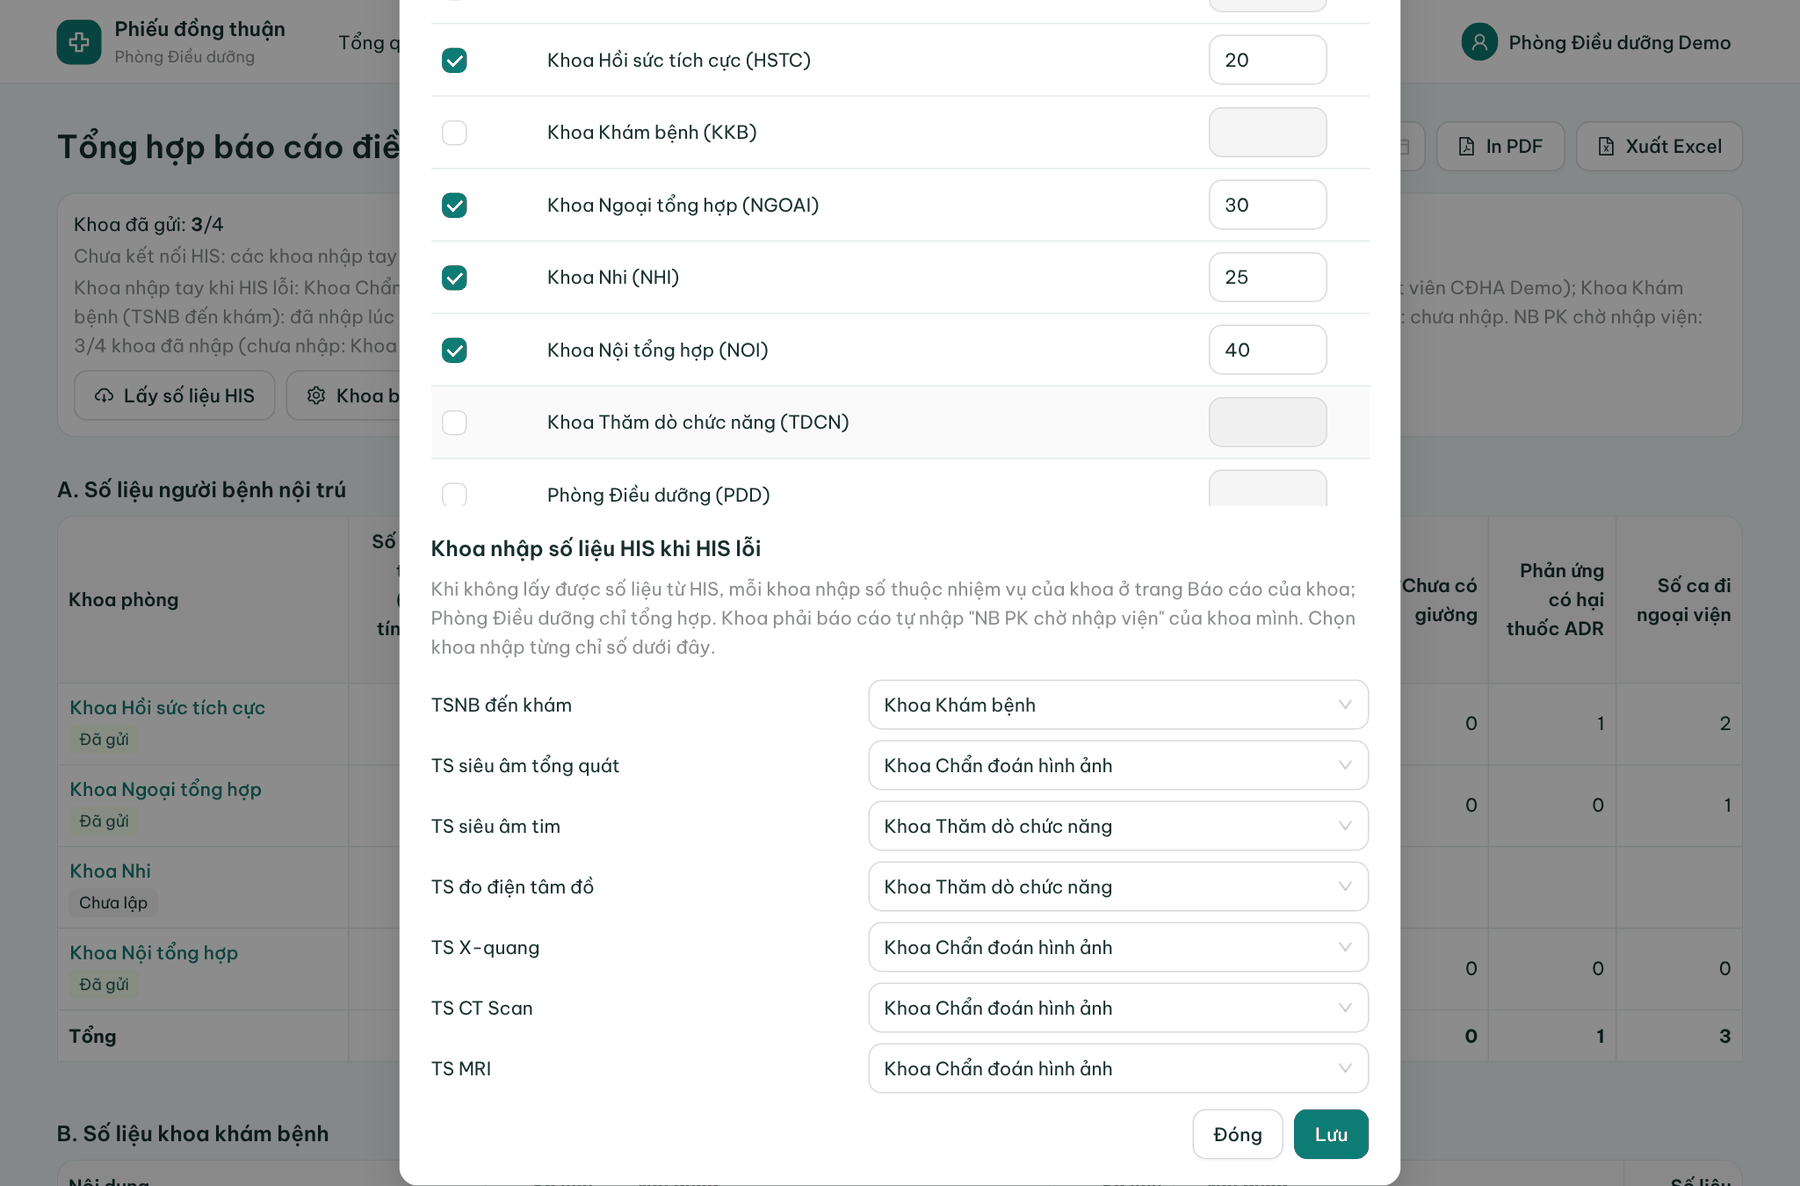 Phiếu đồng thuận
Phòng Điều dưỡng
Tổng q
Phòng Điều dưỡng Demo
Tổng hợp báo cáo điề
In PDF
Xuất Excel
Khoa đã gửi: 3/4
Chưa kết nối HIS: các khoa nhập tay
Khoa nhập tay khi HIS lỗi: Khoa Chẩn
viên CĐHA Demo); Khoa Khám
bệnh (TSNB đến khám): đã nhập lúc
: chưa nhập. NB PK chờ nhập viện:
3/4 khoa đã nhập (chưa nhập: Khoa
Lấy số liệu HIS
Khoa b
Khoa Hồi sức tích cực (HSTC)
20
Khoa Khám bệnh (KKB)
Khoa Ngoại tổng hợp (NGOAI)
30
Khoa Nhi (NHI)
25
Khoa Nội tổng hợp (NOI)
40
Khoa Thăm dò chức năng (TDCN)
Phòng Điều dưỡng (PDD)
Khoa nhập số liệu HIS khi HIS lỗi
Khi không lấy được số liệu từ HIS, mỗi khoa nhập số thuộc nhiệm vụ của khoa ở trang Báo cáo của khoa;
Phòng Điều dưỡng chỉ tổng hợp. Khoa phải báo cáo tự nhập "NB PK chờ nhập viện" của khoa mình. Chọn
khoa nhập từng chỉ số dưới đây.
TSNB đến khám
Khoa Khám bệnh
TS siêu âm tổng quát
Khoa Chẩn đoán hình ảnh
TS siêu âm tim
Khoa Thăm dò chức năng
TS đo điện tâm đồ
Khoa Thăm dò chức năng
TS X-quang
Khoa Chẩn đoán hình ảnh
TS CT Scan
Khoa Chẩn đoán hình ảnh
TS MRI
Khoa Chẩn đoán hình ảnh
Đóng
Lưu
A. Số liệu người bệnh nội trú
Khoa phòng
Số
tín
Chưa có
giường
Phản ứng
có hại
thuốc ADR
Số ca đi
ngoại viện
Khoa Hồi sức tích cực
Đã gửi
0
1
2
Khoa Ngoại tổng hợp
Đã gửi
0
0
1
Khoa Nhi
Chưa lập
Khoa Nội tổng hợp
Đã gửi
0
0
0
Tổng
0
1
3
B. Số liệu khoa khám bệnh
Nội dung
Số liệu